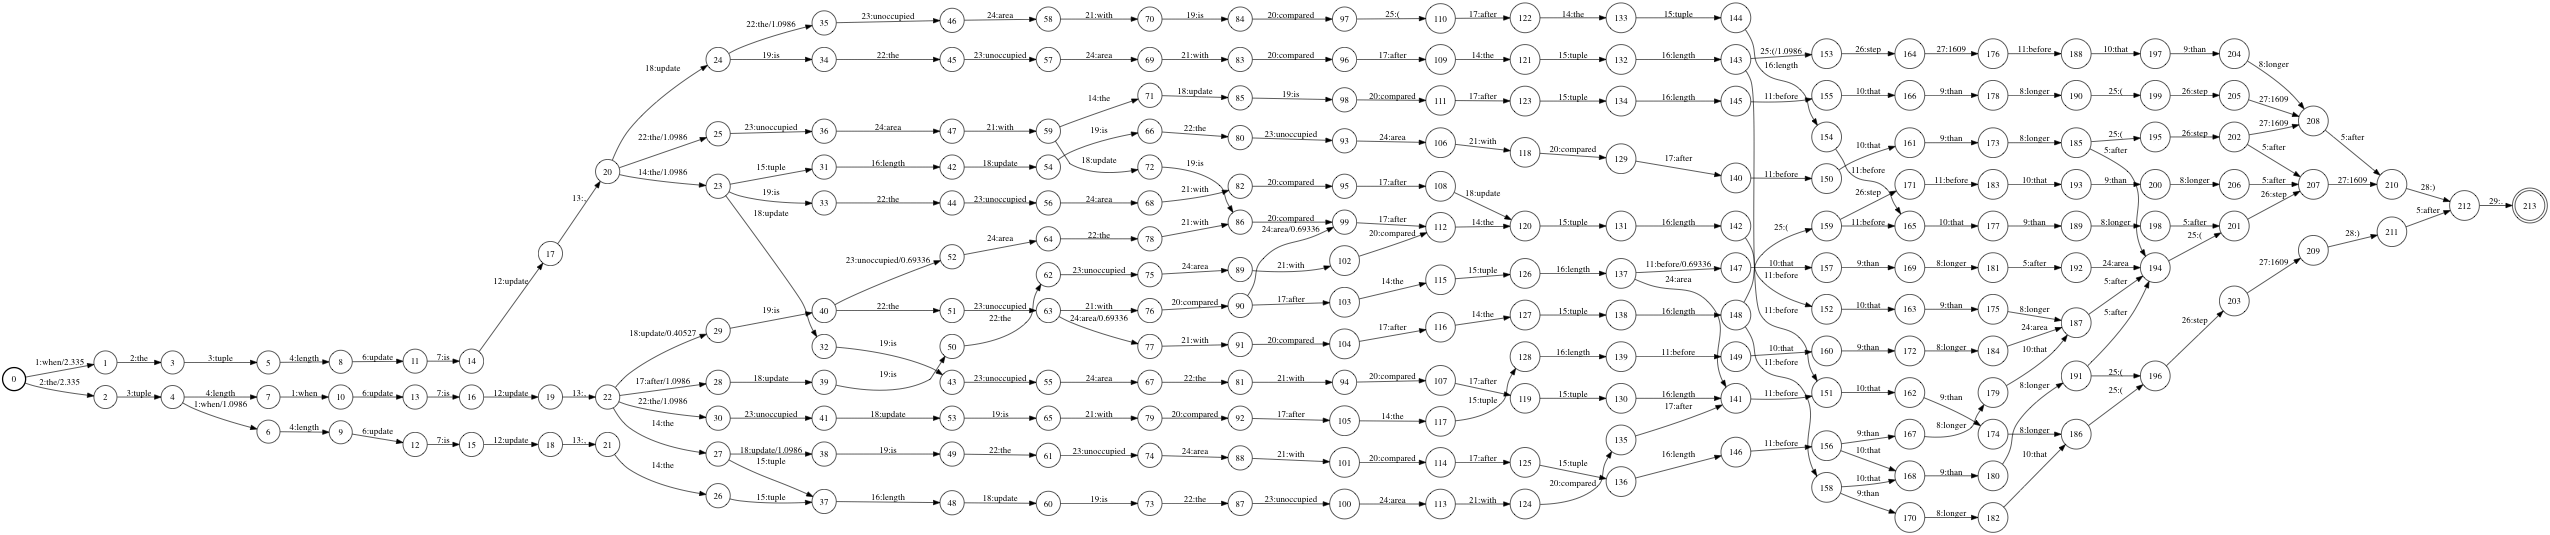 22:the/1.0986 35 23:unoccupied 46 24:area 58 21:with 70 19:is 84 20:compared 97 25:( 110 17:after 122 14:the 133 15:tuple 144
18:update 24 19:is 34 22:the 45 23:unoccupied 57 24:area 69 21:with 83 20:compared 96 17:after 109 14:the 121 15:tuple 132 16:length 143 25:(/1.0986 153 26:step 164 27:1609 176 11:before 188 10:that 197 9:than 204 8:longer
16:length
14:the 71 18:update 85 19:is 98 20:compared 111 17:after 123 15:tuple 134 16:length 145 11:before 155 10:that 166 9:than 178 8:longer 190 25:( 199 26:step 205 27:1609 208 5:after
22:the/1.0986 25 23:unoccupied 36 24:area 47 21:with 59 19:is 66 22:the 80 23:unoccupied 93 24:area 106 21:with 118 20:compared 129 17:after 140 11:before 150 10:that 161 9:than 173 8:longer 185 25:( 195 26:step 202 27:1609
154 11:before 5:after 5:after
20 14:the/1.0986 23 15:tuple 31 16:length 42 18:update 54 18:update 72 19:is
19:is 33 22:the 44 23:unoccupied 56 24:area 68 21:with 82 20:compared 95 17:after 108 18:update
26:step 171 11:before 183 10:that 193 9:than 200 8:longer 206 5:after 207 27:1609 210 28:) 212 29:. 213
13:, 18:update 21:with 86 20:compared 99 17:after 112 14:the 120 15:tuple 131 16:length 142
25:( 159 11:before 165 10:that 177 9:than 189 8:longer 198 5:after 201 26:step 5:after
17 23:unoccupied/0.69336 52 24:area 64 22:the 78 24:area/0.69336 20:compared 25:( 28:) 211
12:update 62 23:unoccupied 75 24:area 89 21:with 102 14:the 115 15:tuple 126 16:length 137 11:before/0.69336 147 10:that 157 9:than 169 8:longer 181 5:after 192 24:area 194 27:1609 209
24:area 11:before
18:update/0.40527 29 19:is 40 22:the 51 23:unoccupied 63 21:with 76 20:compared 90 17:after 103
22:the 24:area/0.69336 14:the 127 15:tuple 138 16:length 148 11:before 152 10:that 163 9:than 175 8:longer 187 5:after 26:step 203
32 19:is 50 77 21:with 91 20:compared 104 17:after 116 24:area
0 1:when/2.335 1 2:the 3 3:tuple 5 4:length 8 6:update 11 7:is 14
128 16:length 139 11:before 149 10:that 160 9:than 172 8:longer 184 10:that 5:after
2:the/2.335 2 3:tuple 4 4:length 7 1:when 10 6:update 13 7:is 16 12:update 19 13:, 22 17:after/1.0986 28 18:update 39 19:is 43 23:unoccupied 55 24:area 67 22:the 81 21:with 94 20:compared 107 17:after 119 15:tuple 130 16:length 141 11:before 151 10:that 162 9:than 179 8:longer 191 25:( 196
11:before
1:when/1.0986 22:the/1.0986 30 23:unoccupied 41 18:update 53 19:is 65 21:with 79 20:compared 92 17:after 105 14:the 117 15:tuple 17:after 25:(
6 4:length 9 6:update 12 7:is 15 12:update 18 13:, 21 14:the 135 156 9:than 167 8:longer 174 8:longer 186
16:length 146 11:before 10:that 10:that
14:the 27 18:update/1.0986 38 19:is 49 22:the 61 23:unoccupied 74 24:area 88 21:with 101 20:compared 114 17:after 125 15:tuple 136
15:tuple 20:compared 158 10:that 168 9:than 180
26 15:tuple 37 16:length 48 18:update 60 19:is 73 22:the 87 23:unoccupied 100 24:area 113 21:with 124 9:than 170 8:longer 182